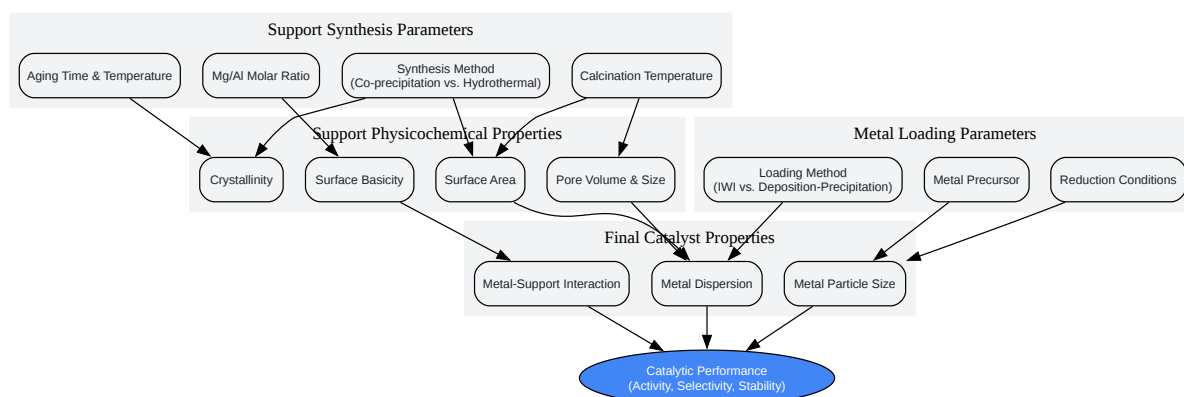 Support Synthesis Parameters
Aging Time & Temperature
Mg/Al Molar Ratio
Synthesis Method
(Co-precipitation vs. Hydrothermal)
Calcination Temperature
Support Physicochemical Properties
Metal Loading Parameters
Crystallinity
Surface Basicity
Surface Area
Pore Volume & Size
Loading Method
(IWI vs. Deposition-Precipitation)
Metal Precursor
Reduction Conditions
Final Catalyst Properties
Metal-Support Interaction
Metal Dispersion
Metal Particle Size
Catalytic Performance
(Activity, Selectivity, Stability)